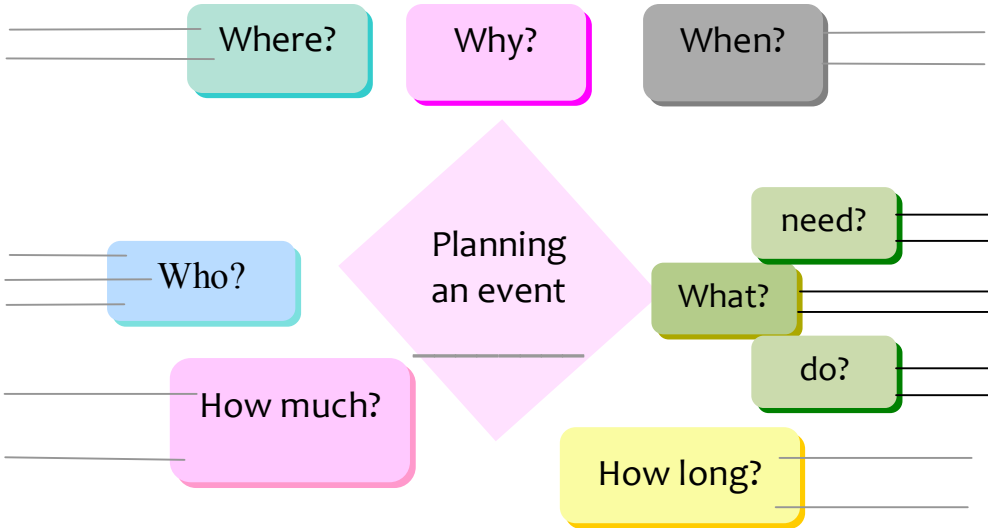 Where?
Why?
When?
need?
Planning
an event
Who?
What?
do?
How much?
How long?